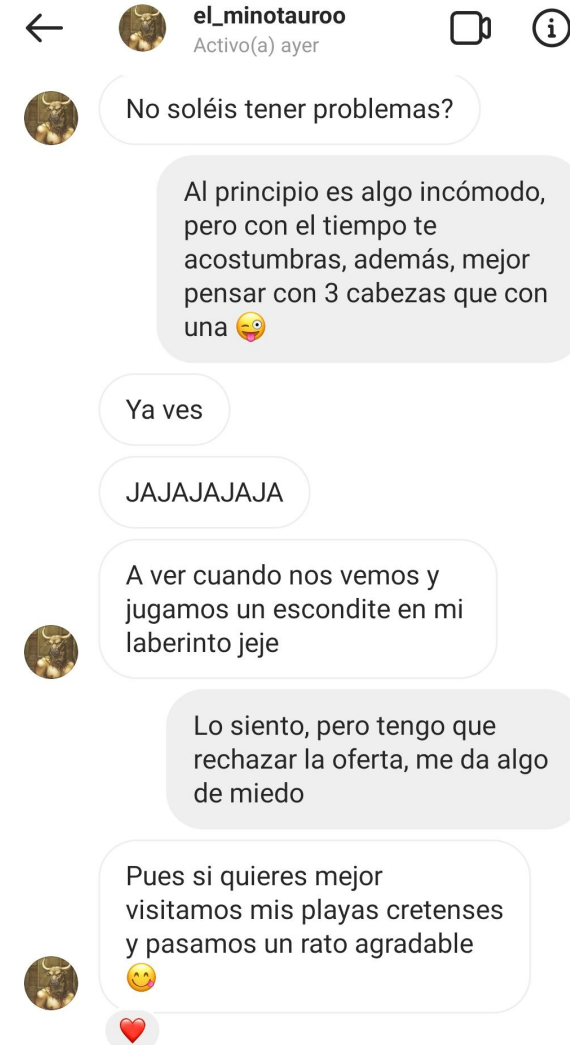 el_minotauroo
Activo(a) ayer
No soléis tener problemas?
Al principio es algo incómodo,
pero con el tiempo te
acostumbras, además, mejor
pensar con 3 cabezas que con
una 😜
Ya ves
JAJAJAJAJA
A ver cuando nos vemos y
jugamos un escondite en mi
laberinto jeje
Lo siento, pero tengo que
rechazar la oferta, me da algo
de miedo
Pues si quieres mejor
visitamos mis playas cretenses
y pasamos un rato agradable
😋
❤️